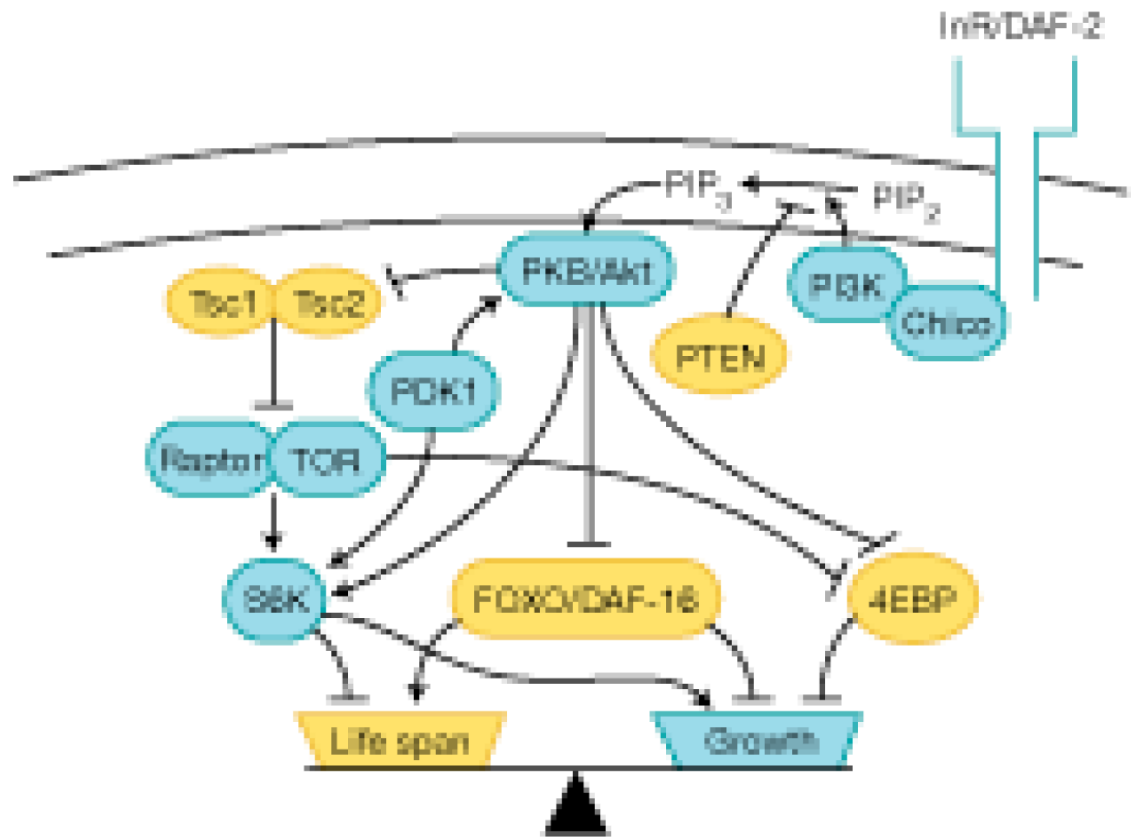 InR/DAF-2
PIP3
PIP2
PKB/Akt
Tsc1
Tsc2
PI3K
Chico
PTEN
PDK1
Raptor
TOR
S6K
FOXO/DAF-16
4EBP
Life span
Growth